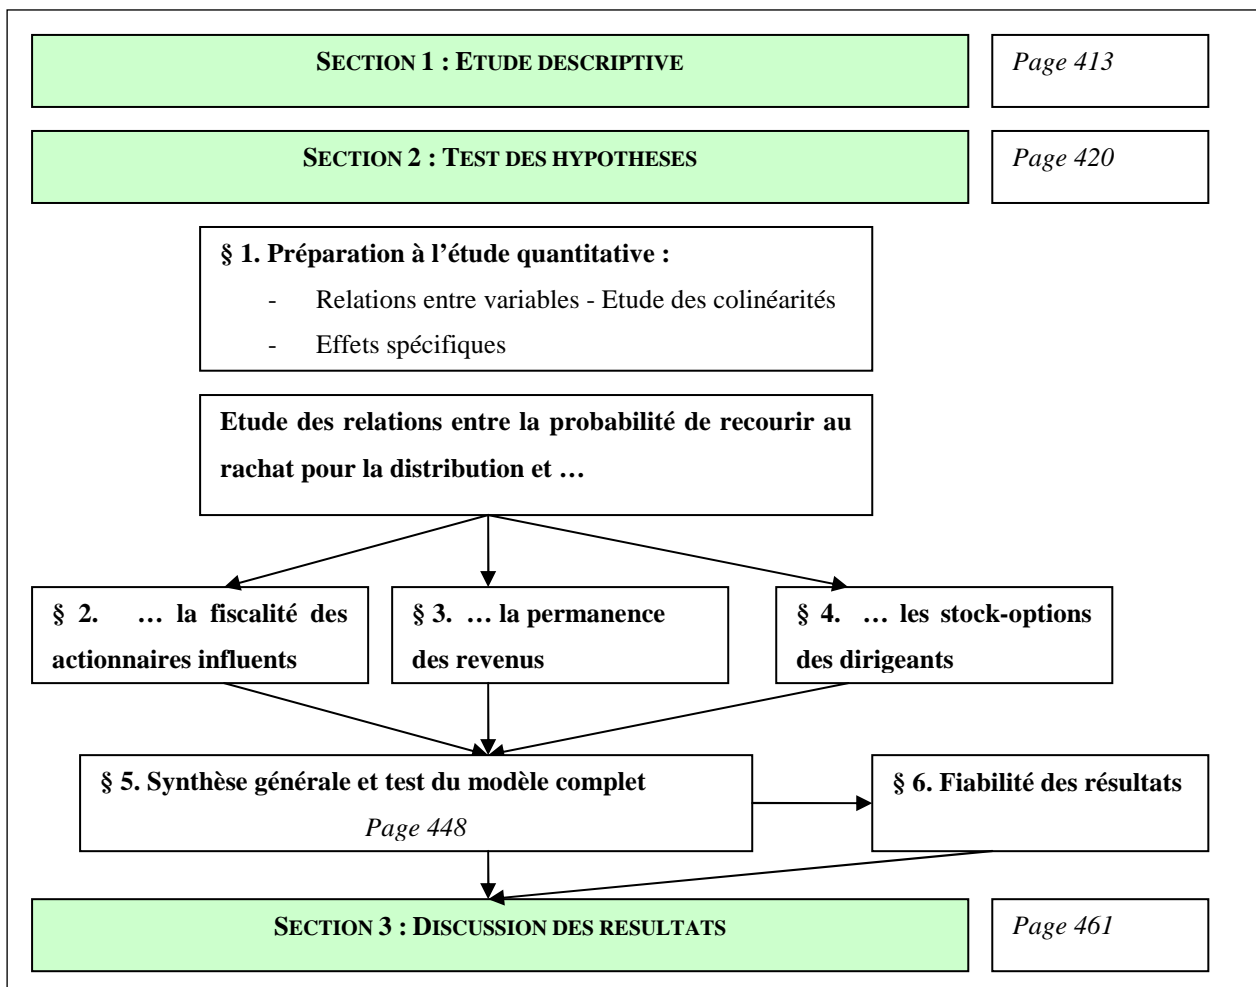 SECTION 1 : ETUDE DESCRIPTIVE
Page 413
SECTION 2 : TEST DES HYPOTHESES
Page 420
§ 1. Préparation à l’étude quantitative :
- Relations entre variables - Etude des colinéarités
- Effets spécifiques
Etude des relations entre la probabilité de recourir au
rachat pour la distribution et …
§ 2. … la fiscalité des
actionnaires influents
§ 3. … la permanence
des revenus
§ 4. … les stock-options
des dirigeants
§ 5. Synthèse générale et test du modèle complet
Page 448
§ 6. Fiabilité des résultats
SECTION 3 : DISCUSSION DES RESULTATS
Page 461